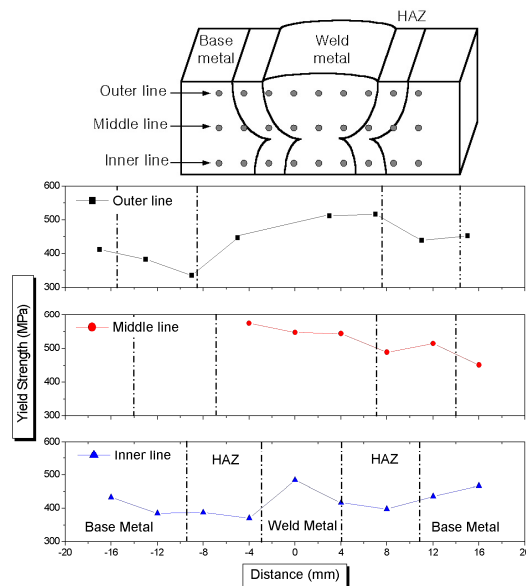 HAZ
Base
metal
Weld
metal
Outer line
Middle line
Inner line
Yield Strength (MPa)
600
500
400
300
Outer line
600
500
400
300
Middle line
600
500
400
300
Inner line
HAZ
HAZ
Base Metal
Weld Metal
Base Metal
-20 -16 -12 -8 -4 0 4 8 12 16 20
Distance (mm)